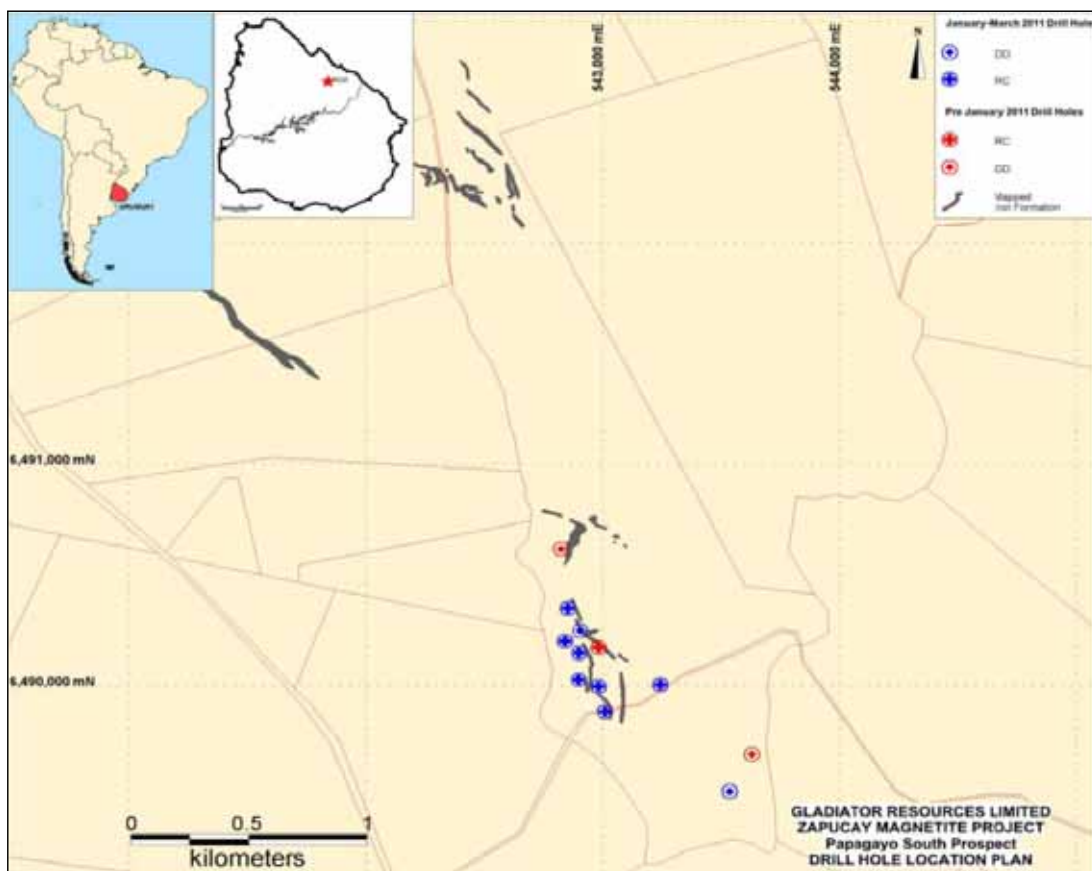 URUGUAY
543,000 mE
544,000 mE
N
January-March 2011 Drill Holes
DD
RC
Pre January 2011 Drill Holes
RC
DD
Mapped
Iron Formation
6,491,000 mN
6,490,000 mN
0 0.5 1
kilometers
GLADIATOR RESOURCES LIMITED
ZAPUCAY MAGNETITE PROJECT
Papagayo South Prospect
DRILL HOLE LOCATION PLAN